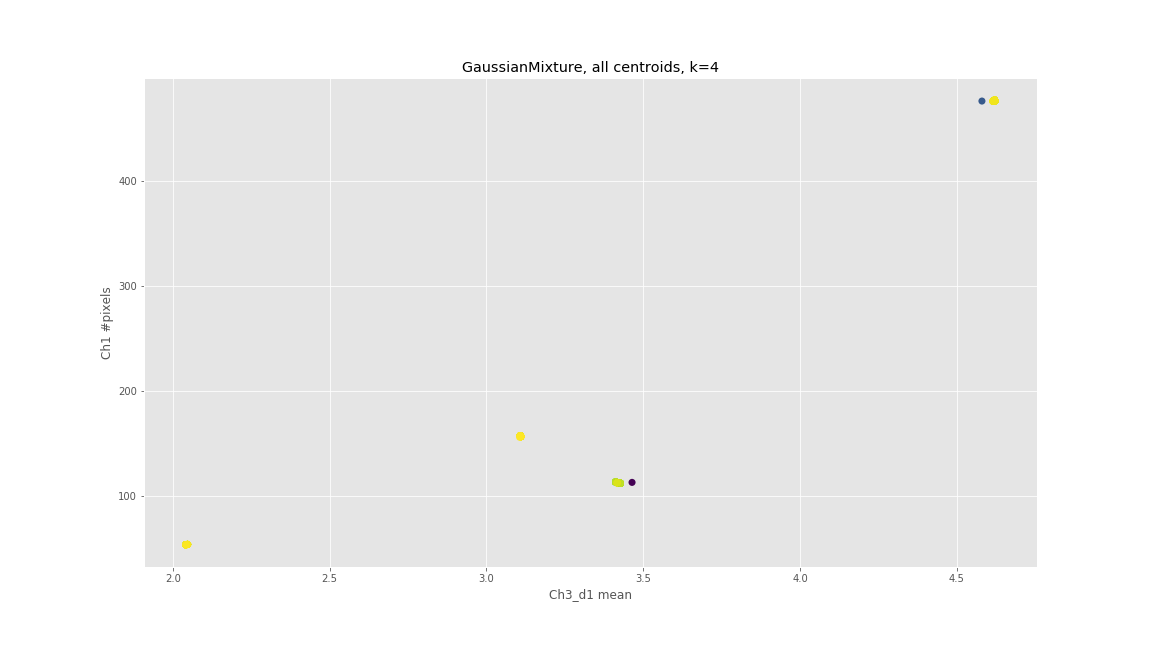 GaussianMixture, all centroids, k=4
400
300
200
100
Ch1 #pixels
2.0 2.5 3.0 3.5 4.0 4.5
Ch3_d1 mean